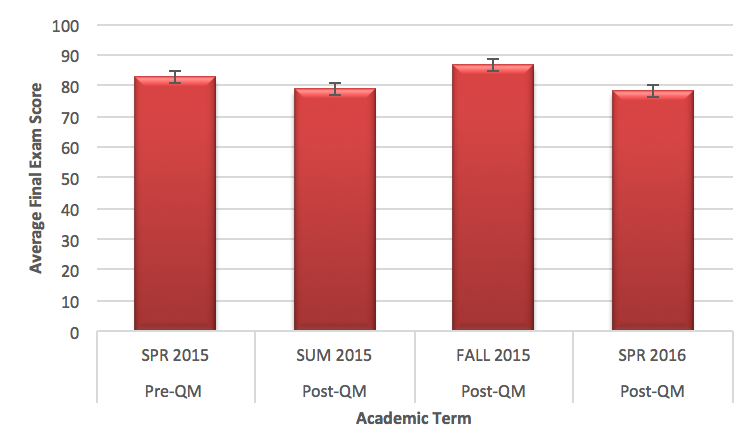 100
90
80
70
60
50
40
30
20
10
0
Average Final Exam Score
SPR 2015 SUM 2015 FALL 2015 SPR 2016
Pre-QM Post-QM Post-QM Post-QM
Academic Term